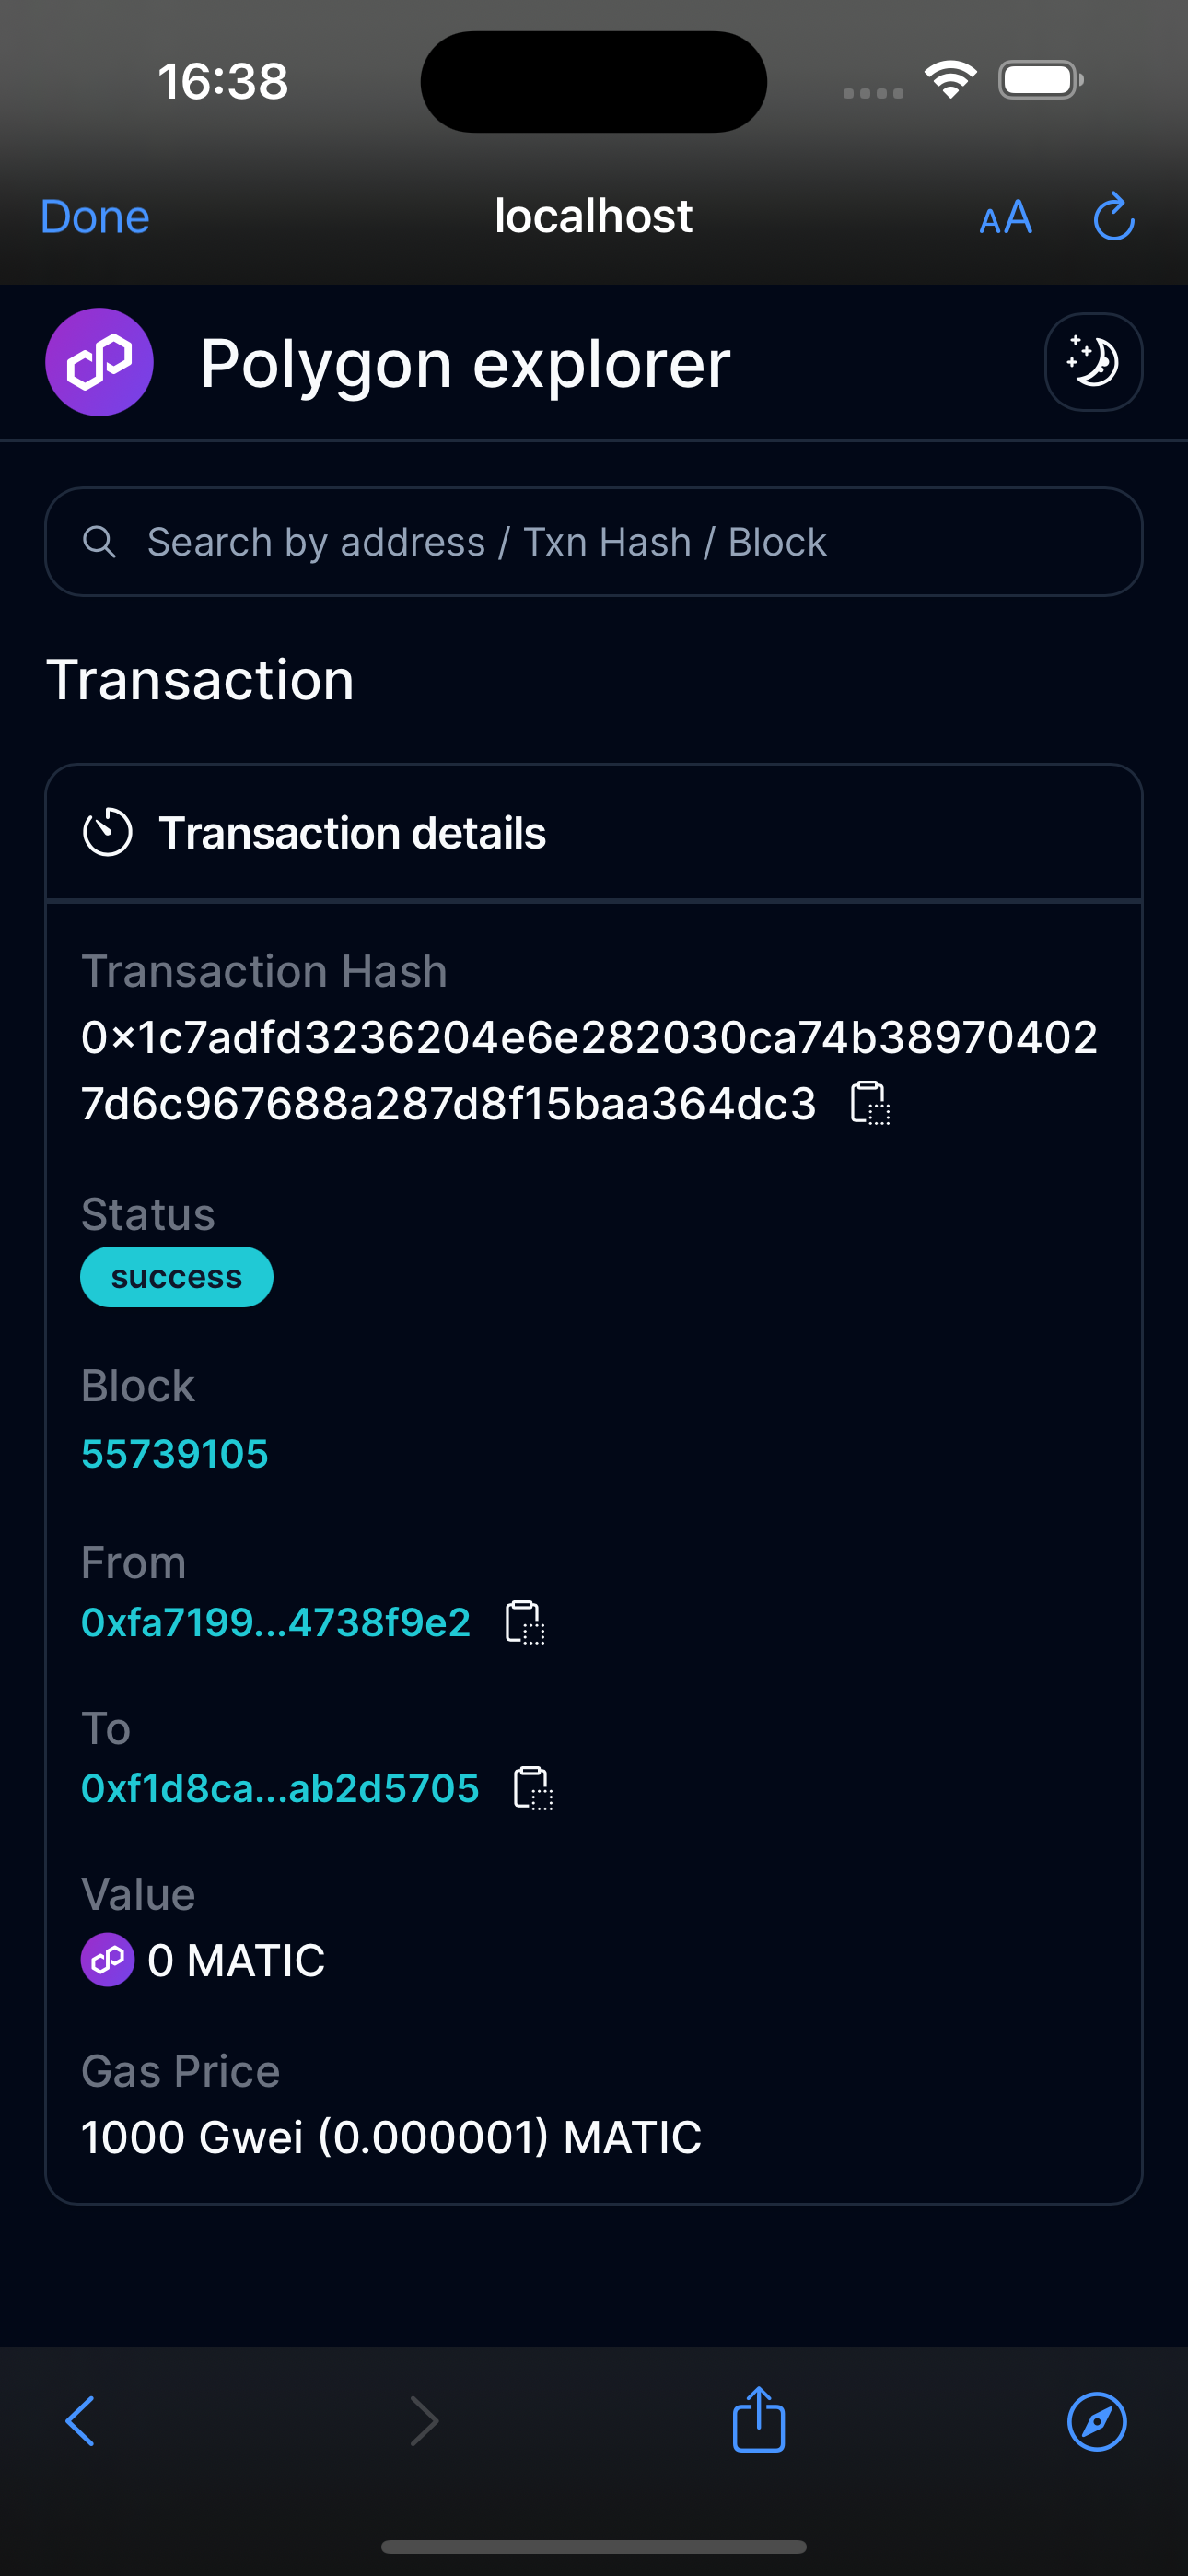 16:38
Done
localhost
AA
Polygon explorer
Search by address / Txn Hash / Block
Transaction
Transaction details
Transaction Hash
0×1c7adfd3236204e6e282030ca74b38970402
7d6c967688a287d8f15baa364dc3
Status
success
Block
55739105
From
0xfa7199...4738f9e2
To
0xf1d8ca...ab2d5705
Value
0 MATIC
Gas Price
1000 Gwei (0.000001) MATIC